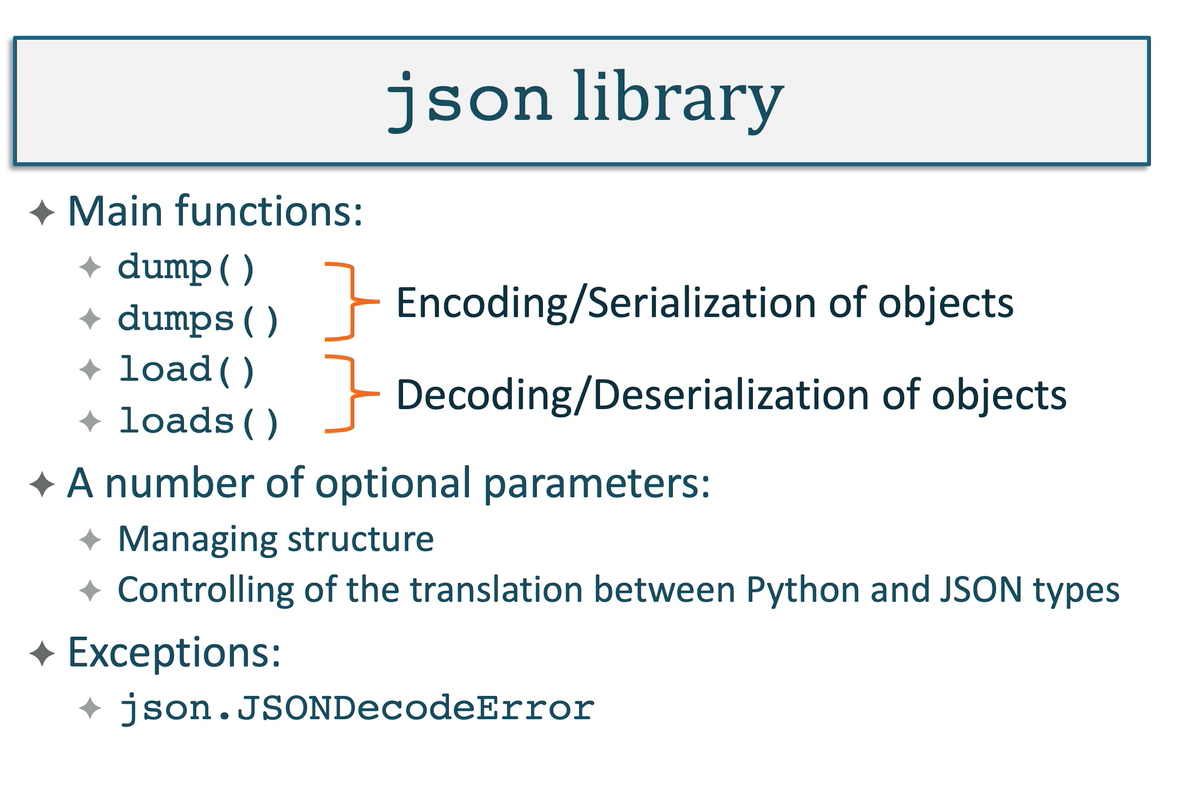 json library
Main functions:
dump()
dumps()
Encoding/Serialization of objects
load()
loads()
Decoding/Deserialization of objects
A number of optional parameters:
Managing structure
Controlling of the translation between Python and JSON types
Exceptions:
json.JSONDecodeError